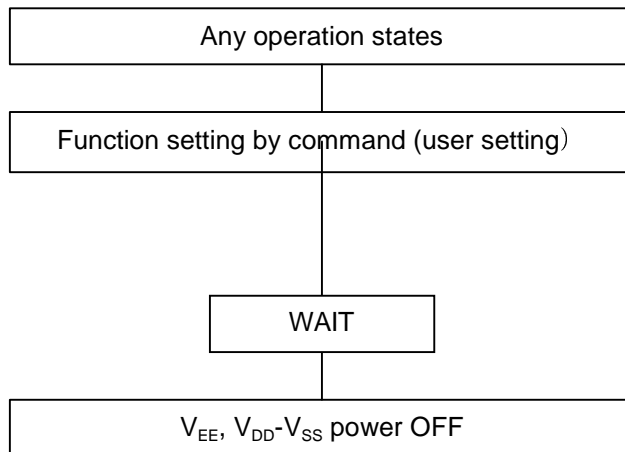 Any operation states
Function setting by command (user setting）
WAIT
VEE, VDD-VSS power OFF